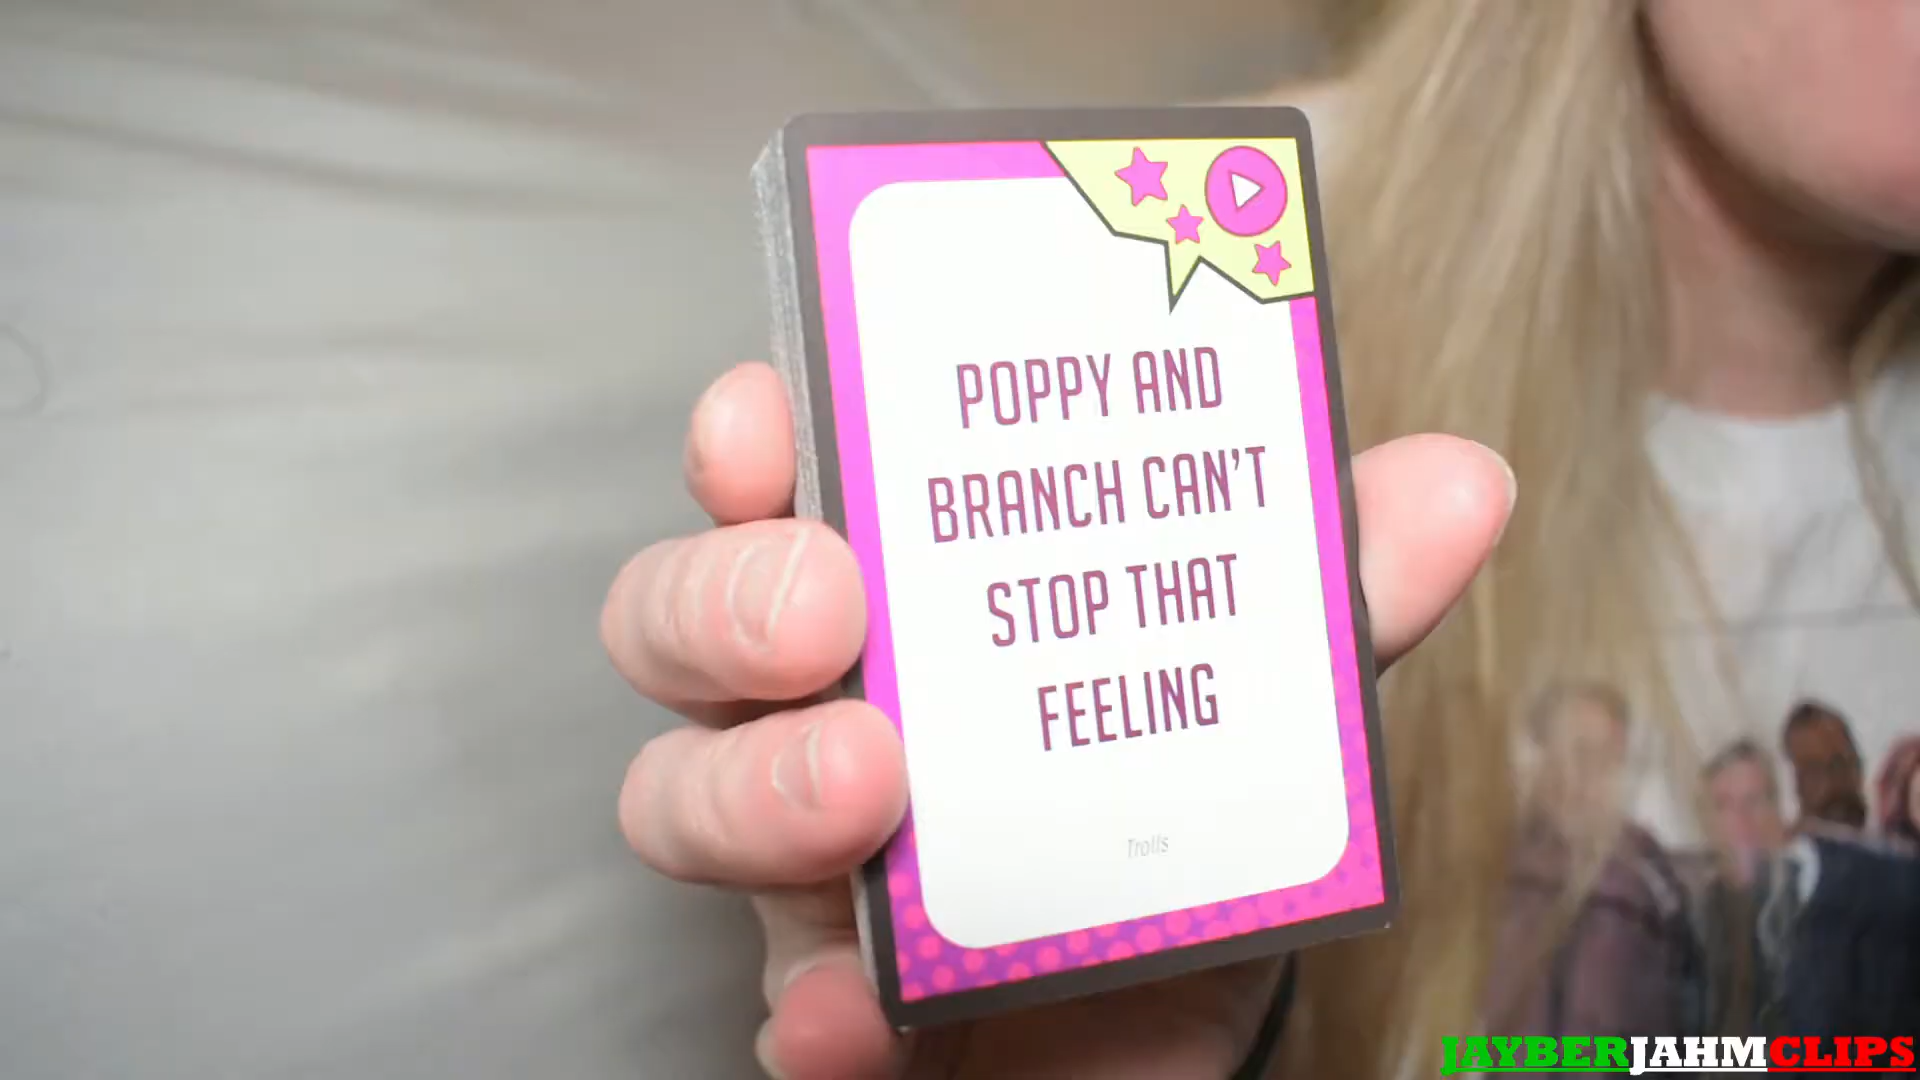 POPPY AND
BRANCH CAN'T
STOP THAT
FEELING
Trolls
JAYBERJAHMCLIPS